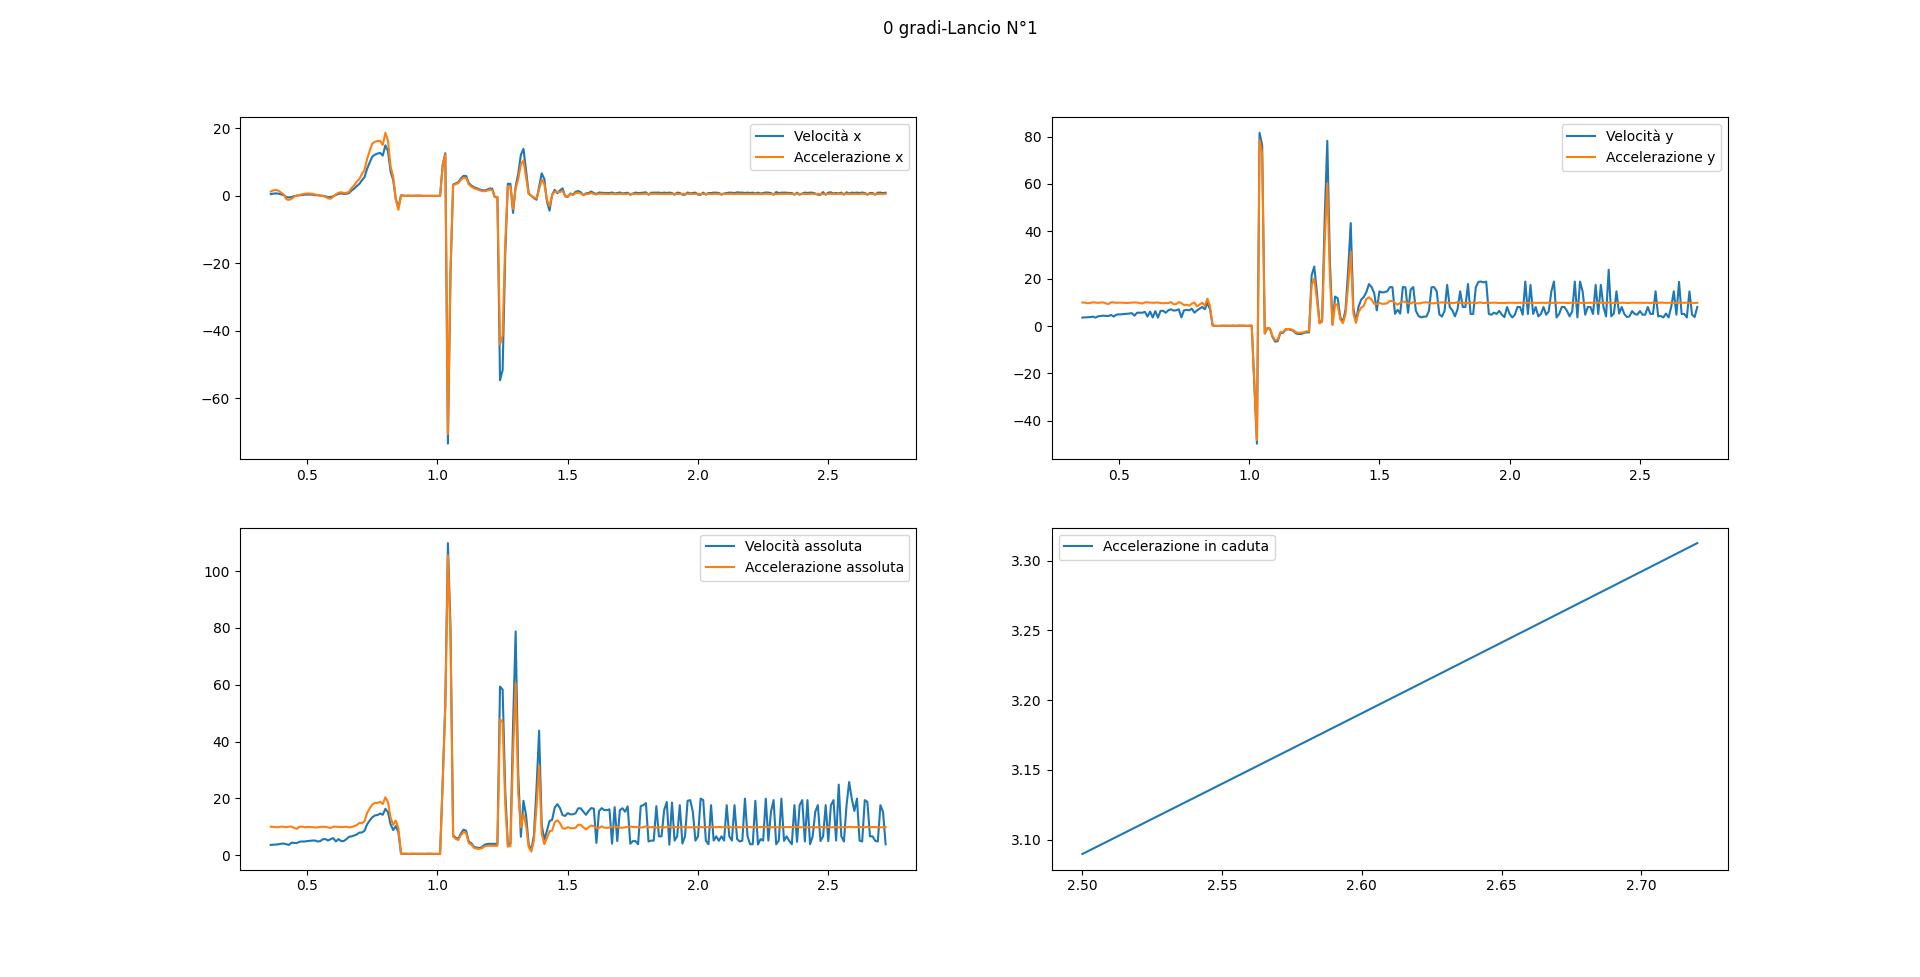 0 gradi-Lancio N°1
20
0
−20
−40
−60
0.5 1.0 1.5 2.0 2.5
Velocità x
Accelerazione x
80
60
40
20
0
−20
−40
0.5 1.0 1.5 2.0 2.5
Velocità y
Accelerazione y
100
80
60
40
20
0
0.5 1.0 1.5 2.0 2.5
Velocità assoluta
Accelerazione assoluta
3.30
3.25
3.20
3.15
3.10
2.50 2.55 2.60 2.65 2.70
Accelerazione in caduta